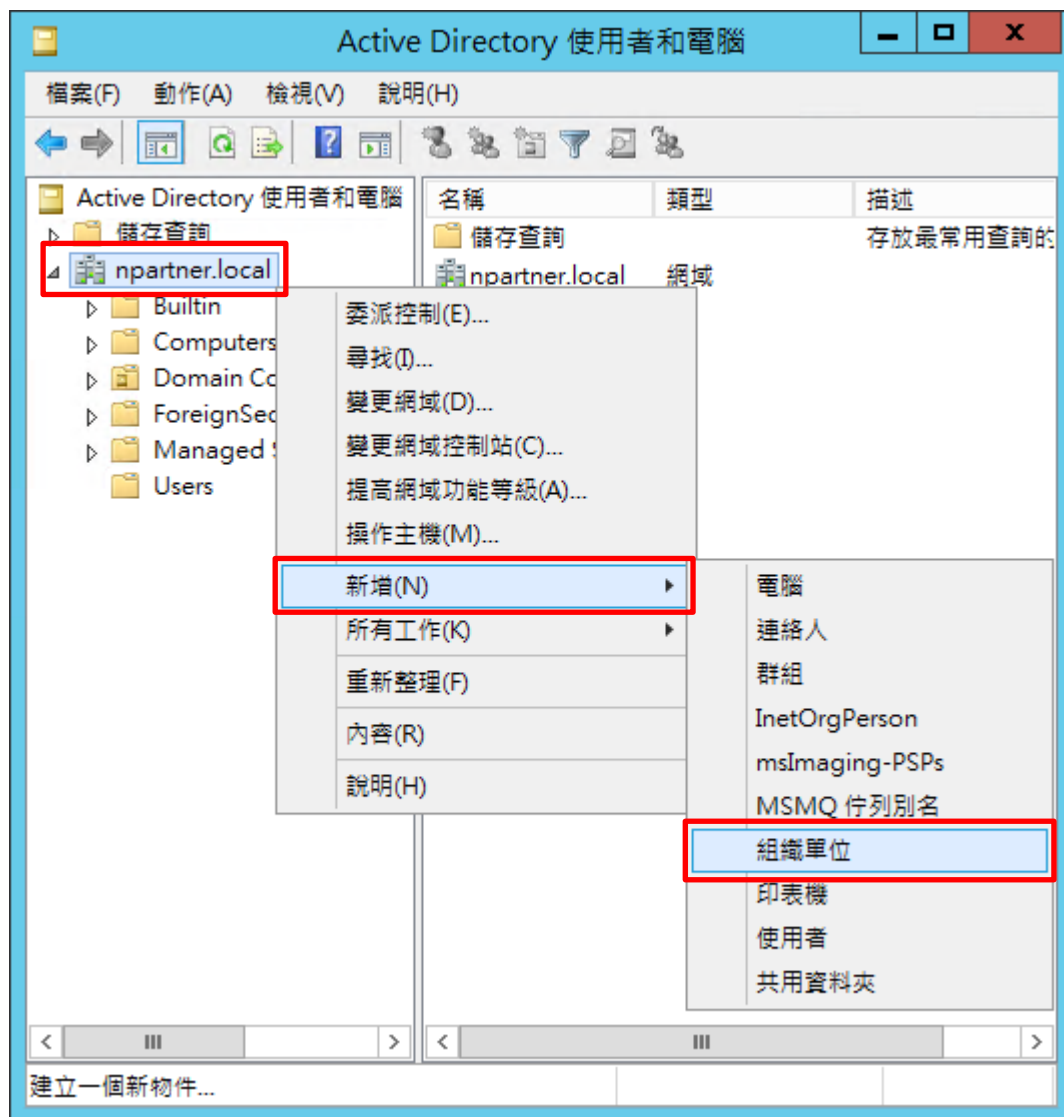 Active Directory 使用者和電腦
檔案(F) 動作(A) 檢視(V) 說明(H)
Active Directory 使用者和電腦
儲存查詢
npartner.local
Builtin
Computers
Domain Co
ForeignSec
Managed
Users
名稱 類型 描述
儲存查詢 存放最常用查詢的
npartner.local 網域
委派控制(E)...
尋找(I)...
變更網域(D)...
變更網域控制站(C)...
提高網域功能等級(A)...
操作主機(M)...
新增(N)
所有工作(K)
重新整理(F)
內容(R)
說明(H)
電腦
連絡人
群組
InetOrgPerson
msImaging-PSPs
MSMQ 佇列別名
組織單位
印表機
使用者
共用資料夾
建立一個新物件...